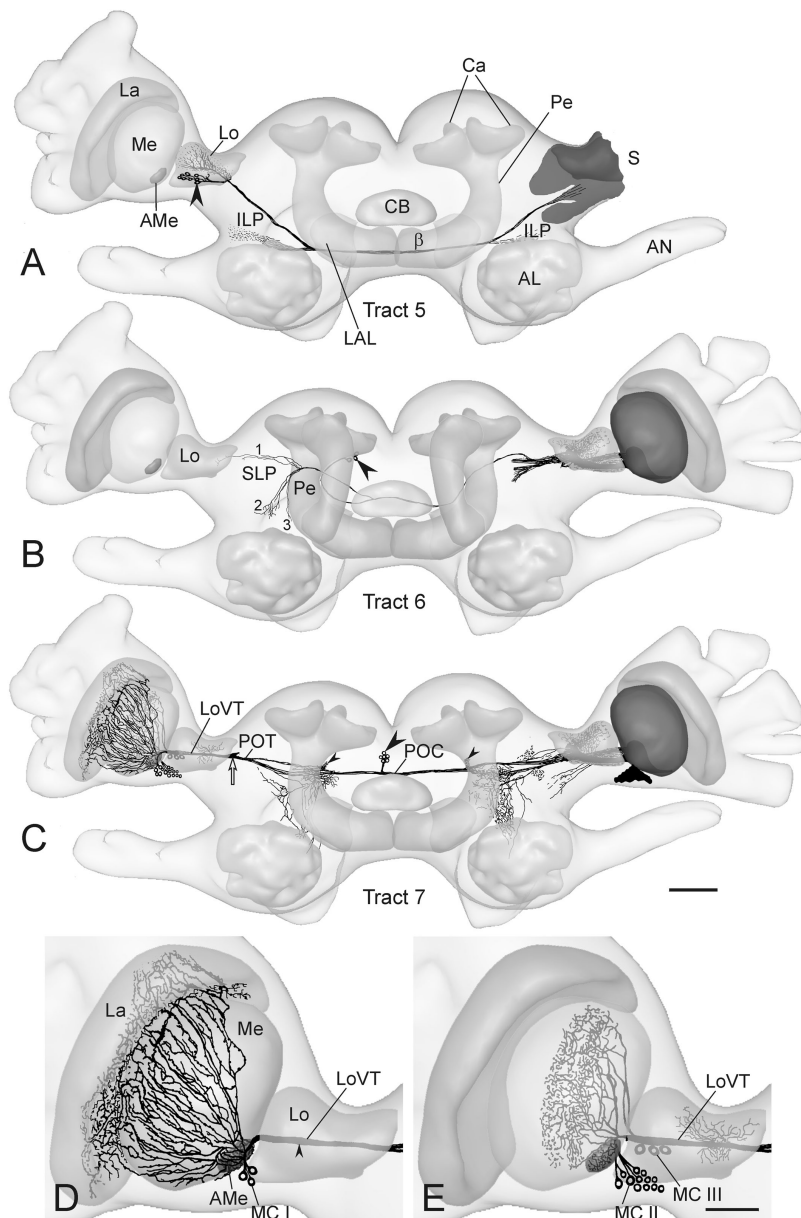 Ca
La
Pe
Me
Lo
S
AMe
CB
ILP
β
ILP
AN
A
AL
Tract 5
LAL
Lo
1
SLP
Pe
2
3
B
Tract 6
LoVT
POT
POC
C
Tract 7
La
Me
LoVT
Lo
LoVT
AMe
MC III
D
MC I
E
MC II